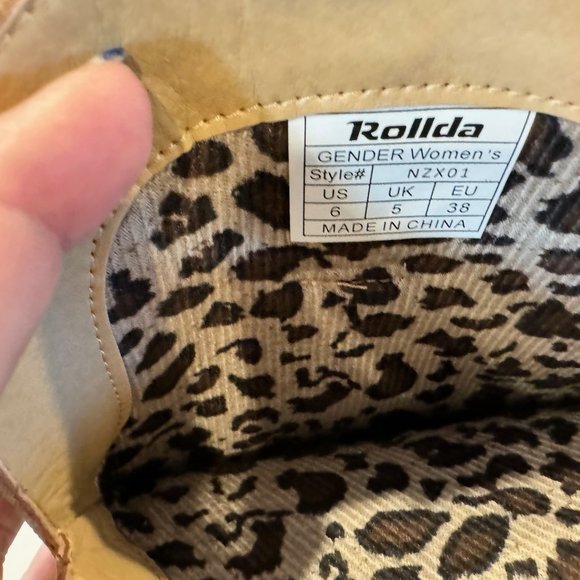 Rollda
GENDER Women's
Style# NZX01
US UK EU
6 5 38
MADE IN CHINA